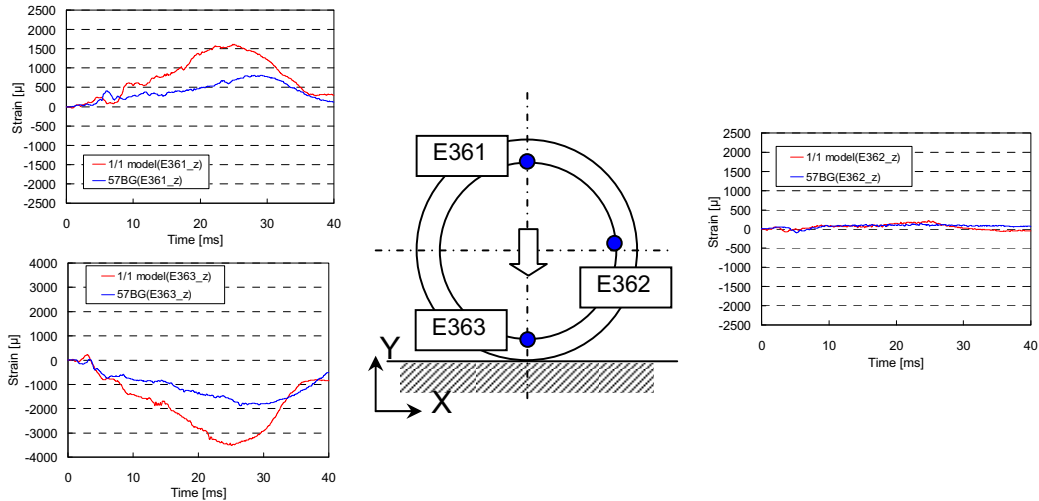 2500
2000
1500
1000
500
0
-500
-1000
-1500
-2000
-2500
Strain [μ]
1/1 model(E361_z)
57BG(E361_z)
0 10 20 30 40
Time [ms]
4000
3000
2000
1000
0
-1000
-2000
-3000
-4000
Strain [μ]
1/1 model(E363_z)
57BG(E363_z)
0 10 20 30 40
Time [ms]
E361
E362
E363
Y
X
2500
2000
1500
1000
500
0
-500
-1000
-1500
-2000
-2500
Strain [μ]
1/1 model(E362_z)
57BG(E362_z)
0 10 20 30 40
Time [ms]